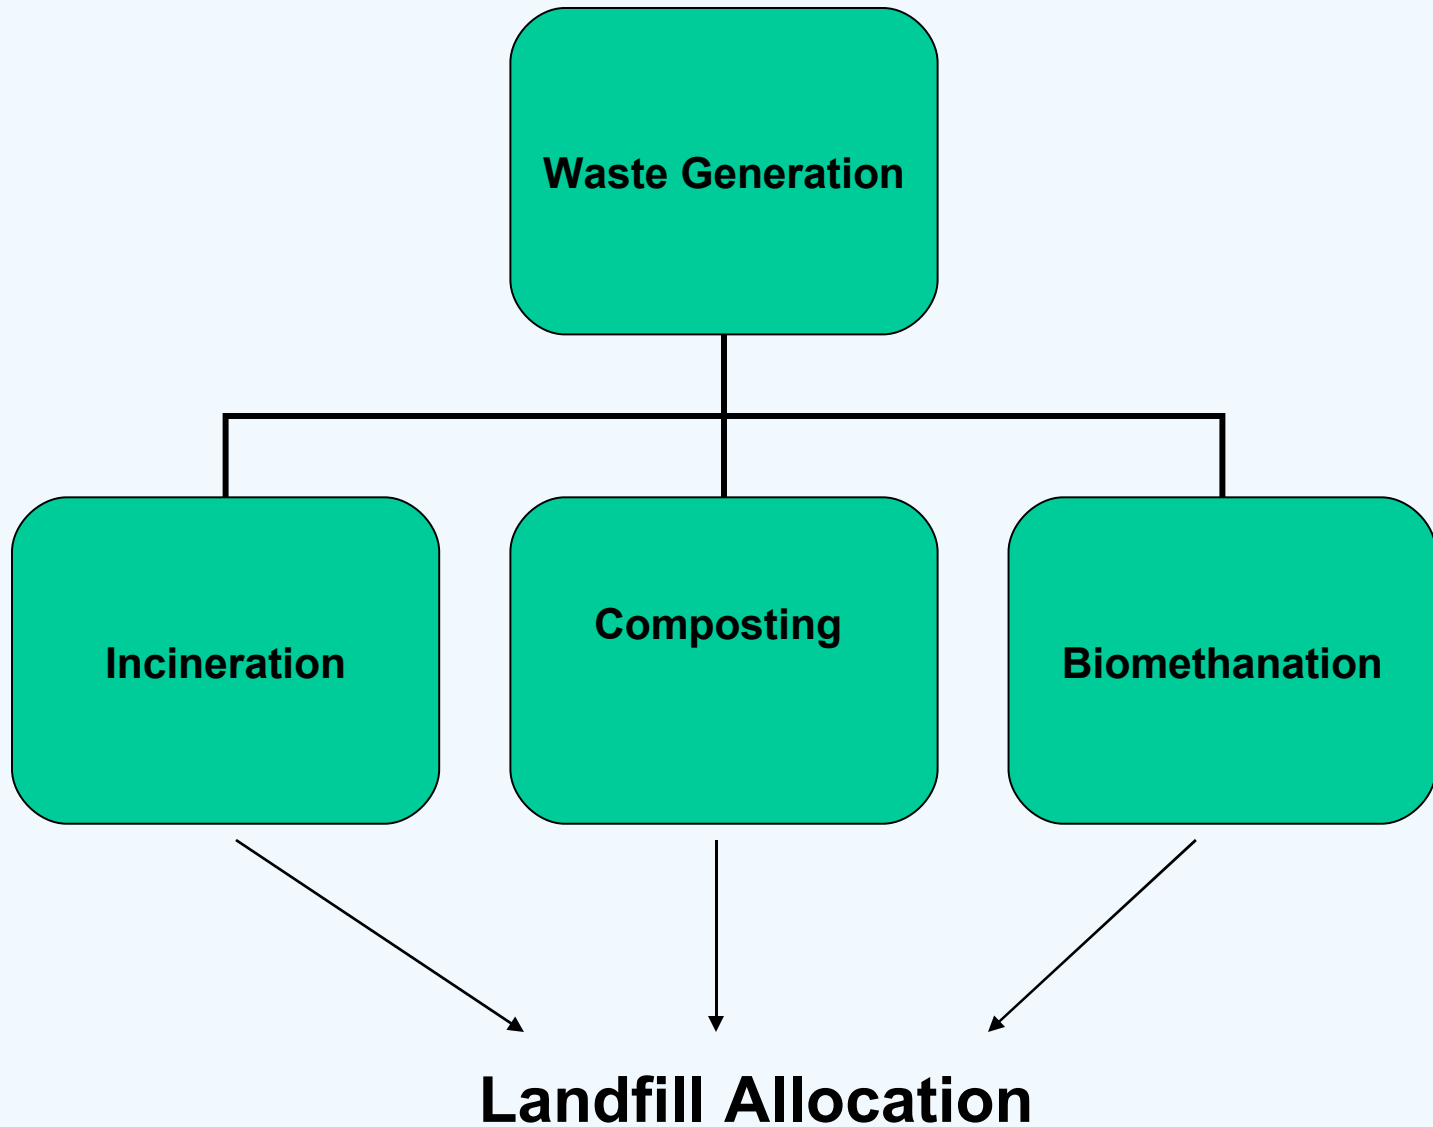 Waste Generation
Incineration
Composting
Biomethanation
Landfill Allocation